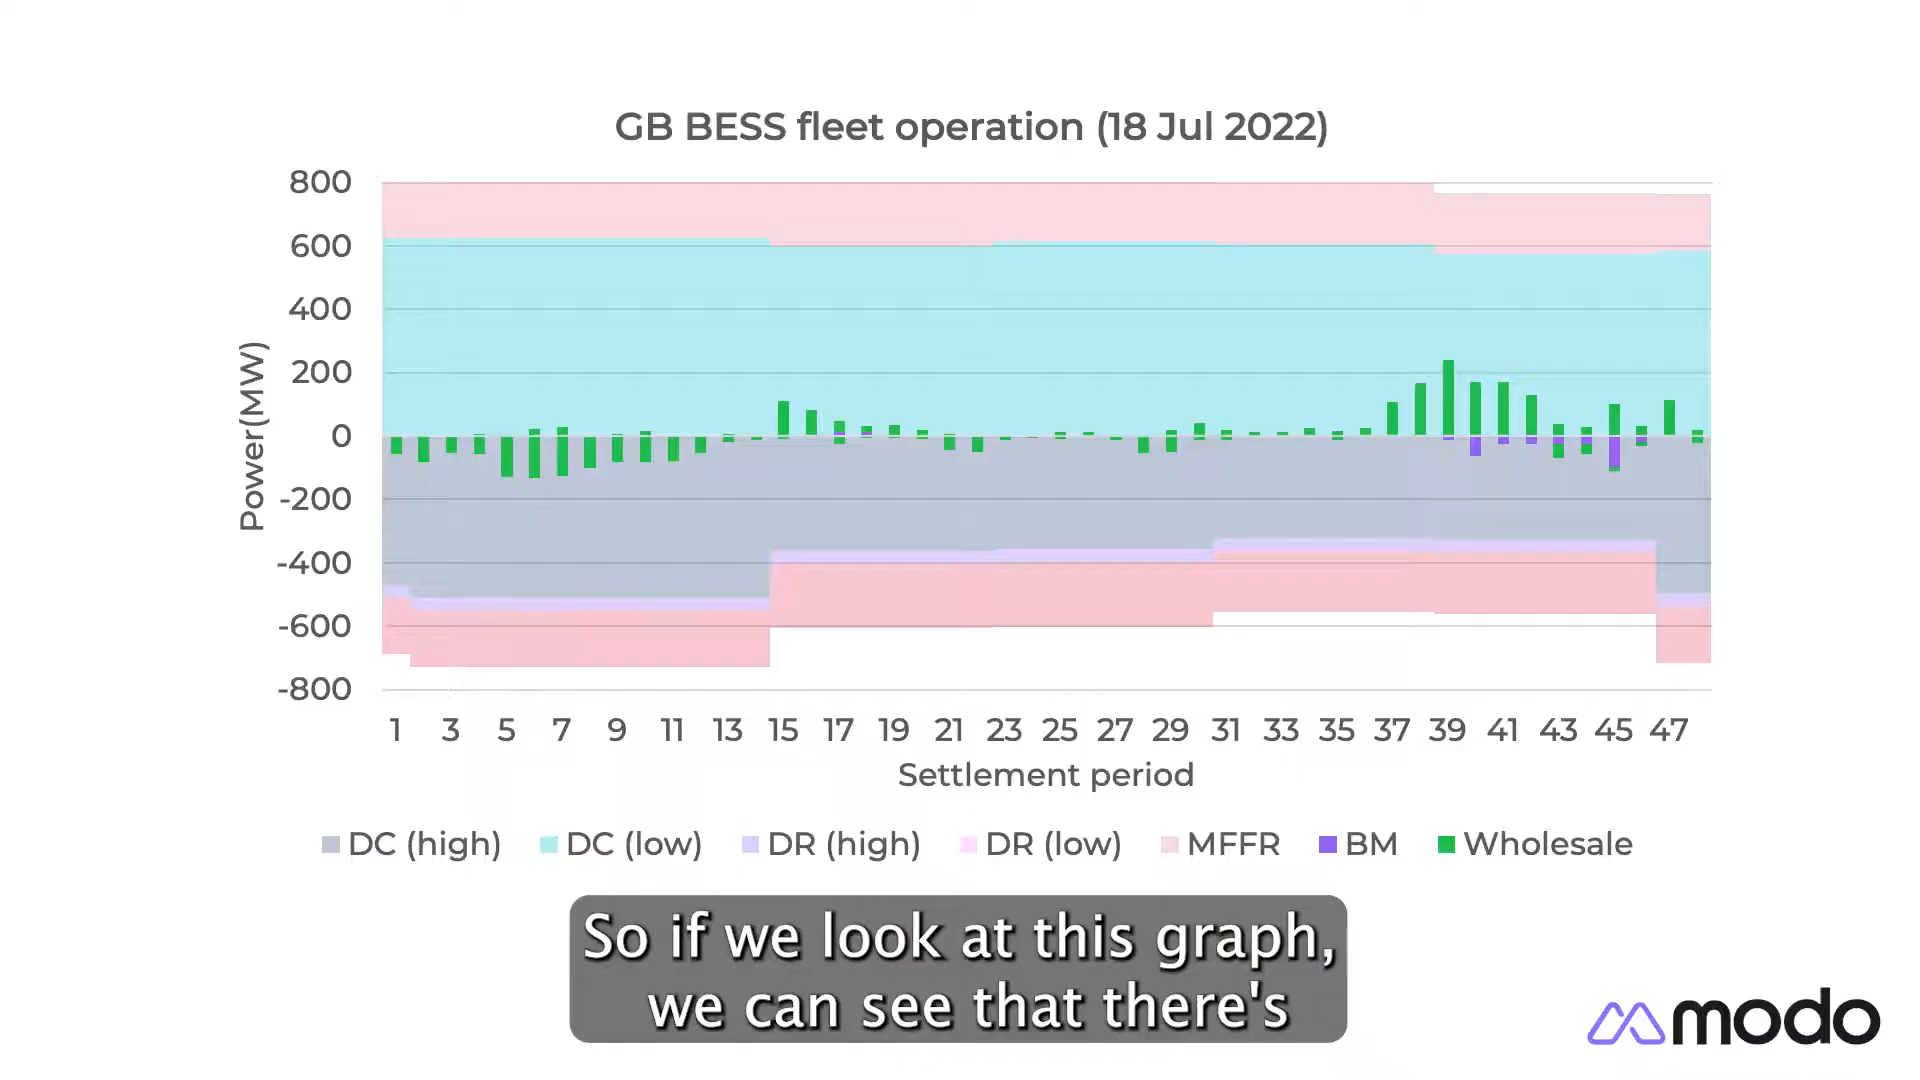 GB BESS fleet operation (18 Jul 2022)
800
600
400
200
0
-200
-400
-600
-800
Power(MW)
1 3 5 7 9 11 13 15 17 19 21 23 25 27 29 31 33 35 37 39 41 43 45 47
Settlement period
DC (high) DC (low) DR (high) DR (low) MFFR BM Wholesale
So if we look at this graph,
we can see that there's
modo